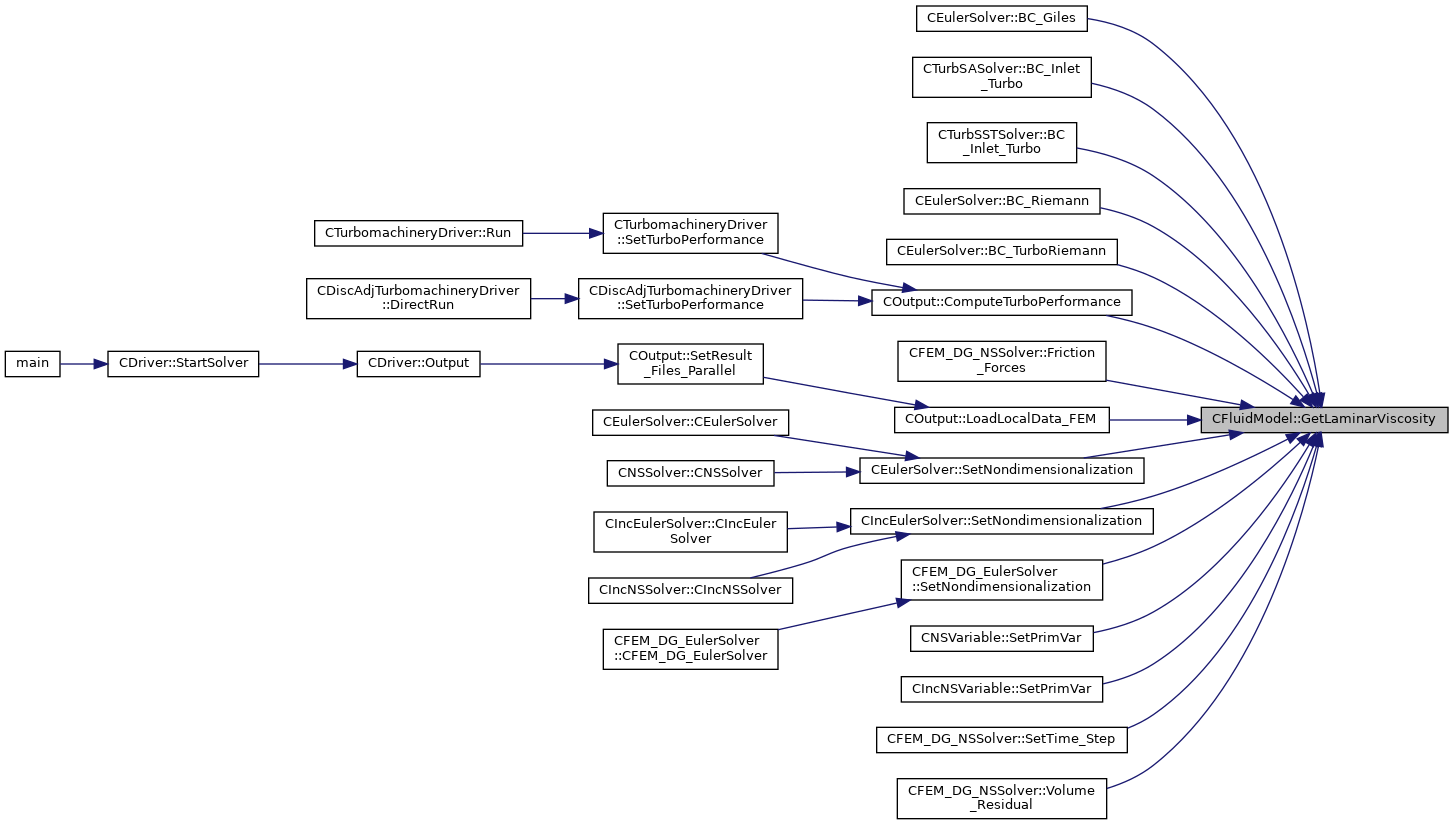 CEulerSolver::BC_Giles
CTurbSASolver::BC_Inlet
_Turbo
CTurbSSTSolver::BC
_Inlet_Turbo
CEulerSolver::BC_Riemann
CTurbomachineryDriver
::SetTurboPerformance
CTurbomachineryDriver::Run
CEulerSolver::BC_TurboRiemann
CDiscAdjTurbomachineryDriver
::DirectRun
CDiscAdjTurbomachineryDriver
::SetTurboPerformance
COutput::ComputeTurboPerformance
CFEM_DG_NSSolver::Friction
_Forces
main
CDriver::StartSolver
CDriver::Output
COutput::SetResult
_Files_Parallel
COutput::LoadLocalData_FEM
CFluidModel::GetLaminarViscosity
CEulerSolver::CEulerSolver
CNSSolver::CNSSolver
CEulerSolver::SetNondimensionalization
CIncEulerSolver::CIncEuler
Solver
CIncEulerSolver::SetNondimensionalization
CIncNSSolver::CIncNSSolver
CFEM_DG_EulerSolver
::SetNondimensionalization
CFEM_DG_EulerSolver
::CFEM_DG_EulerSolver
CNSVariable::SetPrimVar
CIncNSVariable::SetPrimVar
CFEM_DG_NSSolver::SetTime_Step
CFEM_DG_NSSolver::Volume
_Residual